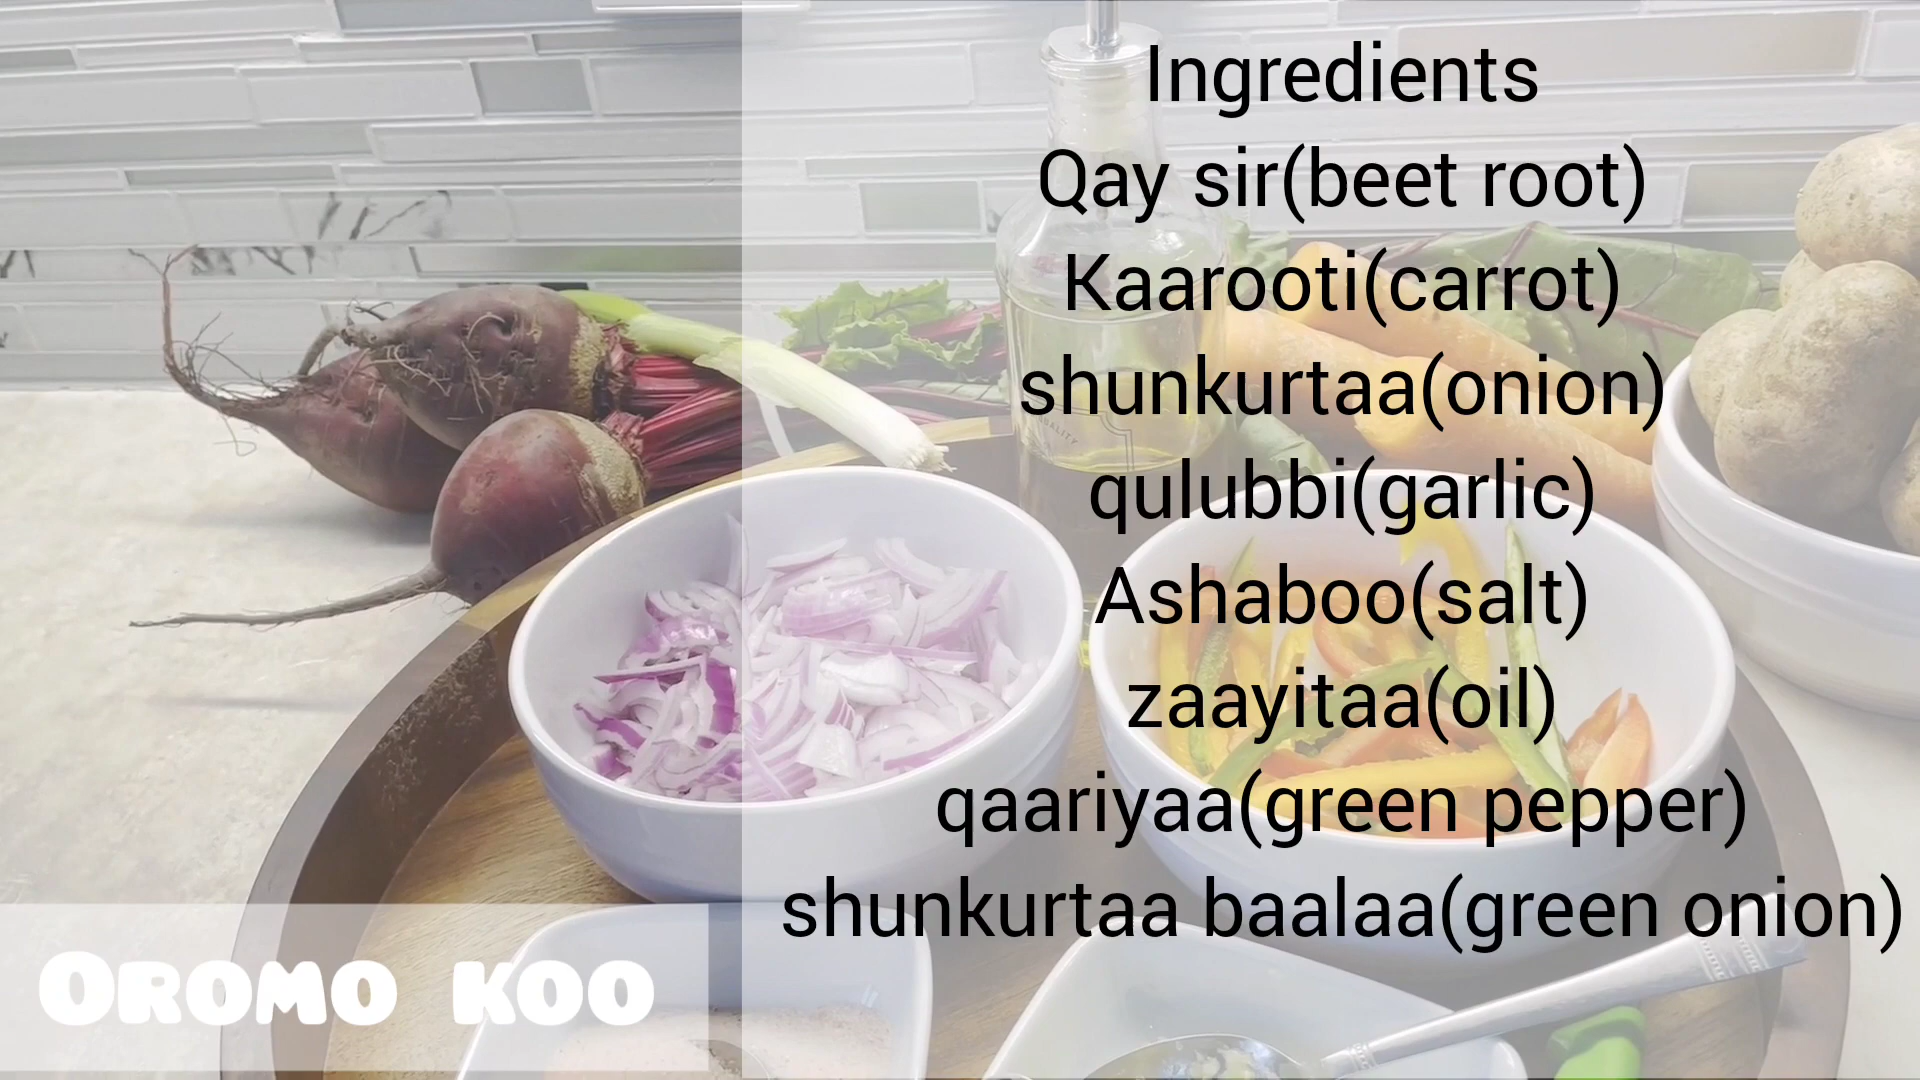 Ingredients
Qay sir(beet root)
Kaarooti(carrot)
shunkurtaa(onion)
qulubbi(garlic)
Ashaboo(salt)
zaayitaa(oil)
qaariyaa(green pepper)
shunkurtaa baalaa(green onion)
OROMO KOO